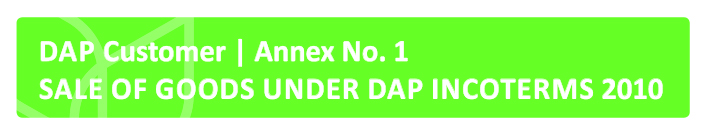 DAP Customer | Annex No. 1
SALE OF GOODS UNDER DAP INCOTERMS 2010